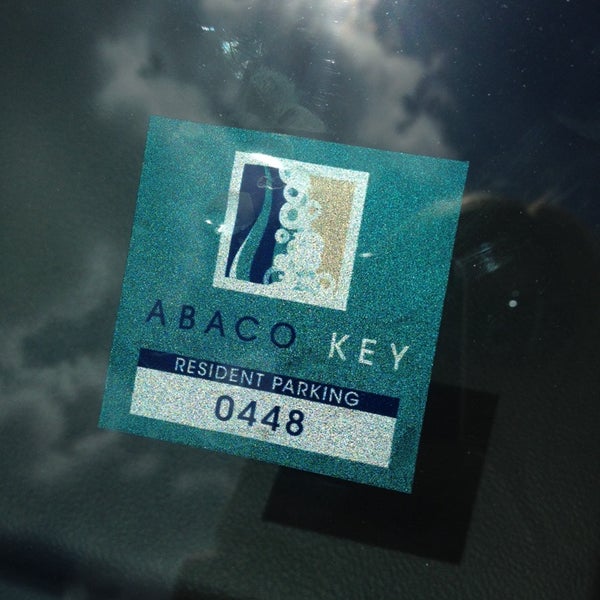 ABACO KEY
RESIDENT PARKING
0448